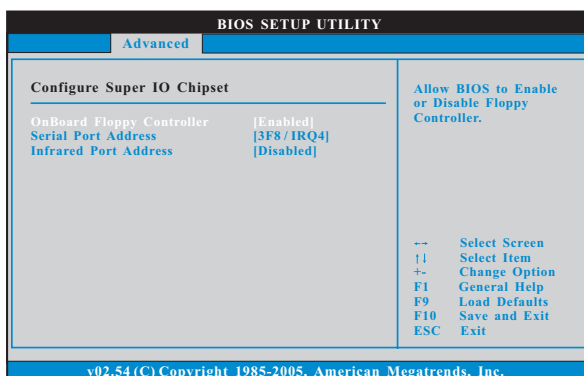 BIOS SETUP UTILITY
Advanced
Configure Super IO Chipset
OnBoard Floppy Controller [Enabled]
Serial Port Address [3F8 / IRQ4]
Infrared Port Address [Disabled]
Allow BIOS to Enable
or Disable Floppy
Controller.
←→ Select Screen
↑↓ Select Item
+- Change Option
F1 General Help
F9 Load Defaults
F10 Save and Exit
ESC Exit
v02.54 (C) Copyright 1985-2005, American Megatrends, Inc.